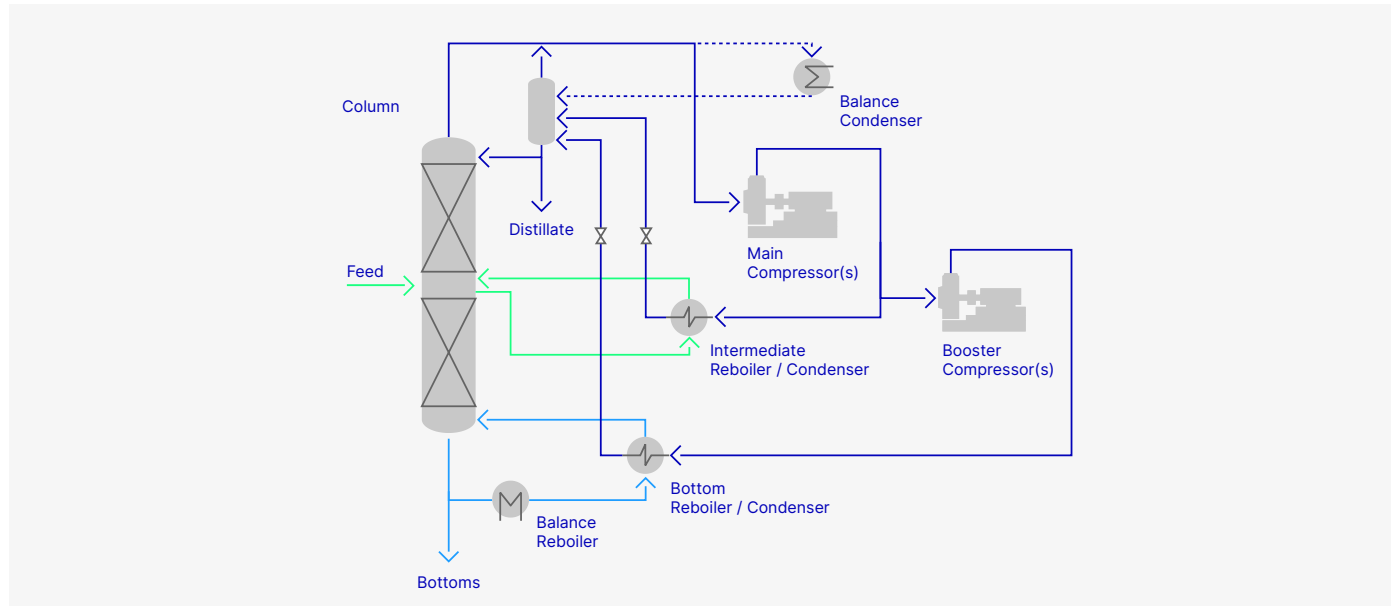 Column
Balance
Condenser
Distillate
Main
Compressor(s)
Feed
Intermediate
Reboiler / Condenser
Booster
Compressor(s)
Bottom
Reboiler / Condenser
Balance
Reboiler
Bottoms